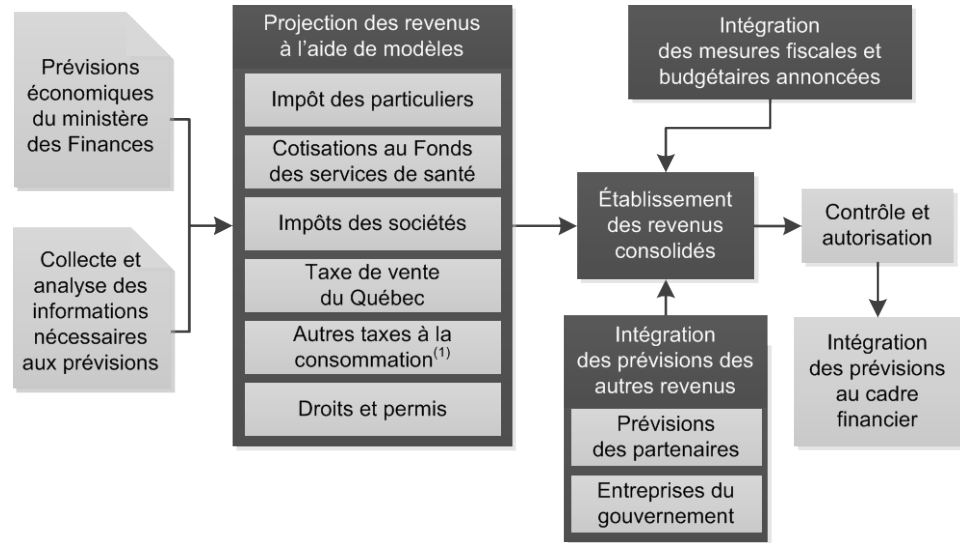 Prévisions
économiques
du ministère
des Finances
Collecte et
analyse des
informations
nécessaires
aux prévisions
Projection des revenus
à l'aide de modèles
Impôt des particuliers
Cotisations au Fonds
des services de santé
Impôts des sociétés
Taxe de vente
du Québec
Autres taxes à la
consommation(1)
Droits et permis
Intégration
des mesures fiscales et
budgétaires annoncées
Établissement
des revenus
consolidés
Intégration
des prévisions des
autres revenus
Prévisions
des partenaires
Entreprises du
gouvernement
Contrôle et
autorisation
Intégration
des prévisions
au cadre
financier